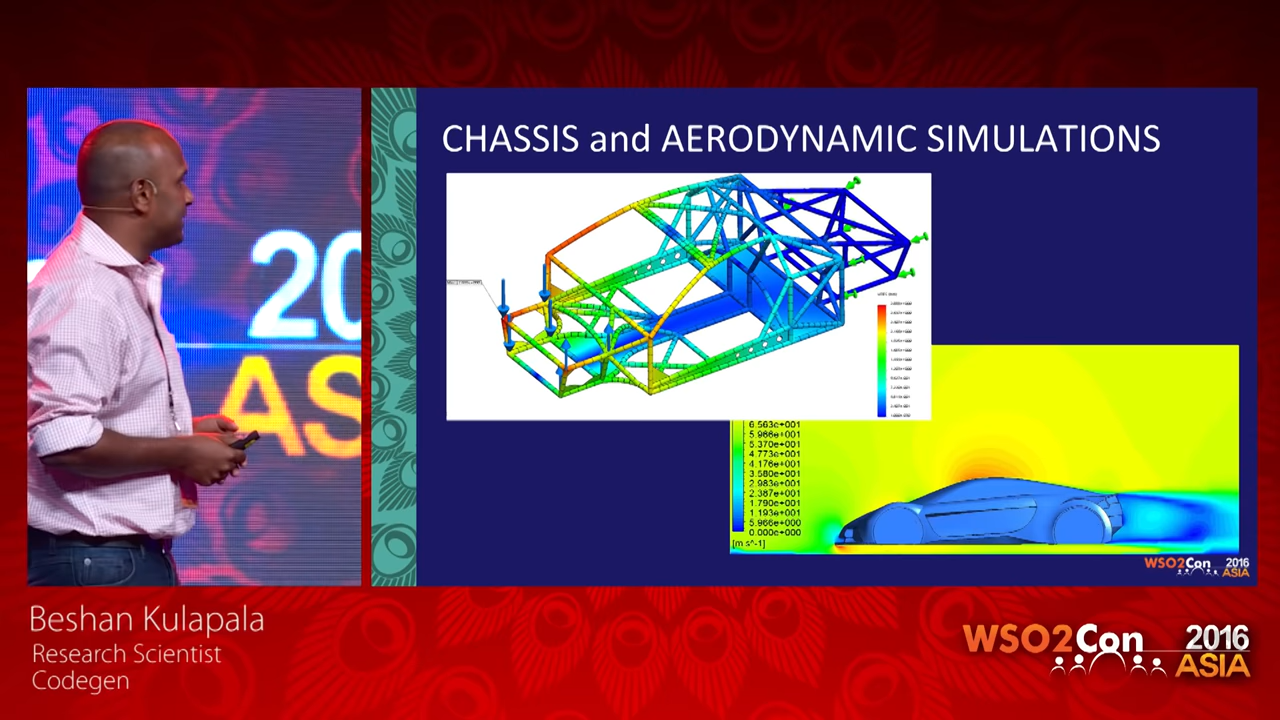 CHASSIS and AERODYNAMIC SIMULATIONS
20
AS
6.563e+001
5.966e+001
5.370e+001
4.773e+001
4.176e+001
3.580e+001
2.983e+001
2.387e+001
1.790e+001
1.193e+001
5.966e+000
0.000e+000
[m s^-1]
WSO2Con 2016
ASIA
Beshan Kulapala
Research Scientist
Codegen
WSO2Con 2016
ASIA